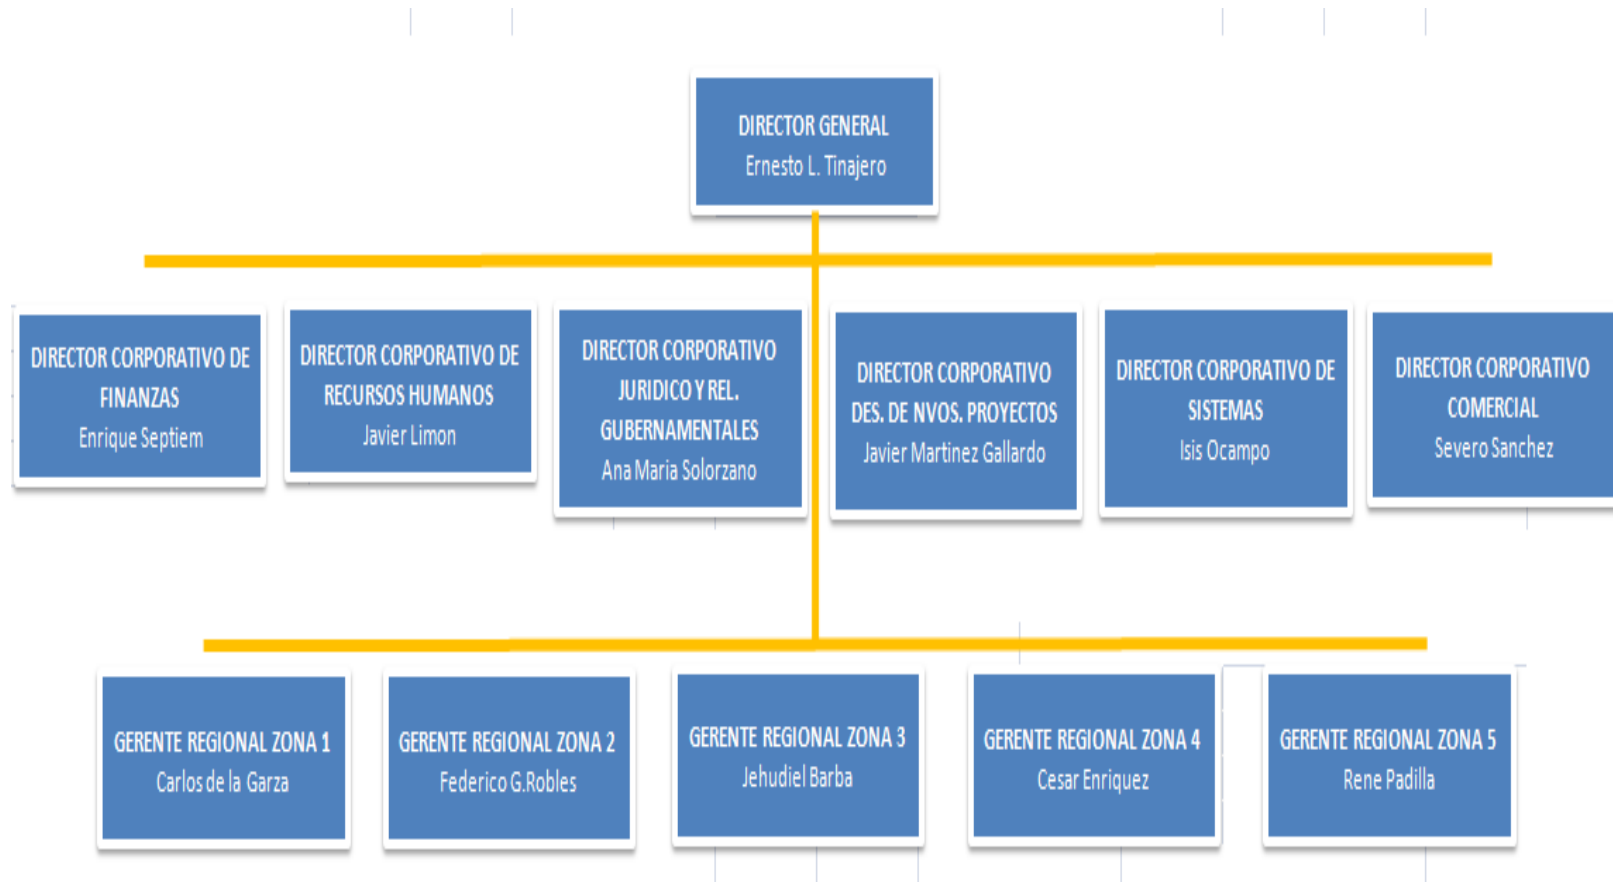 DIRECTOR GENERAL
Ernesto L. Tinajero
DIRECTOR CORPORATIVO DE
FINANZAS
Enrique Septiem
DIRECTOR CORPORATIVO DE
RECURSOS HUMANOS
Javier Limon
DIRECTOR CORPORATIVO
JURIDICO Y REL.
GUBERNAMENTALES
Ana Maria Solorzano
DIRECTOR CORPORATIVO
DES. DE NVOS. PROYECTOS
Javier Martinez Gallardo
DIRECTOR CORPORATIVO DE
SISTEMAS
Isis Ocampo
DIRECTOR CORPORATIVO
COMERCIAL
Severo Sanchez
GERENTE REGIONAL ZONA 1
Carlos de la Garza
GERENTE REGIONAL ZONA 2
Federico G.Robles
GERENTE REGIONAL ZONA 3
Jehudiel Barba
GERENTE REGIONAL ZONA 4
Cesar Enriquez
GERENTE REGIONAL ZONA 5
Rene Padilla